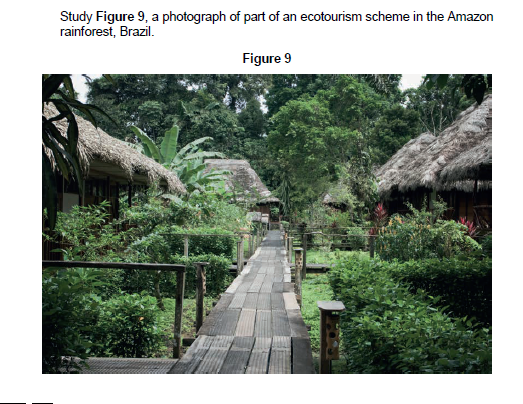 Study Figure 9, a photograph of part of an ecotourism scheme in the Amazon
rainforest, Brazil.
Figure 9